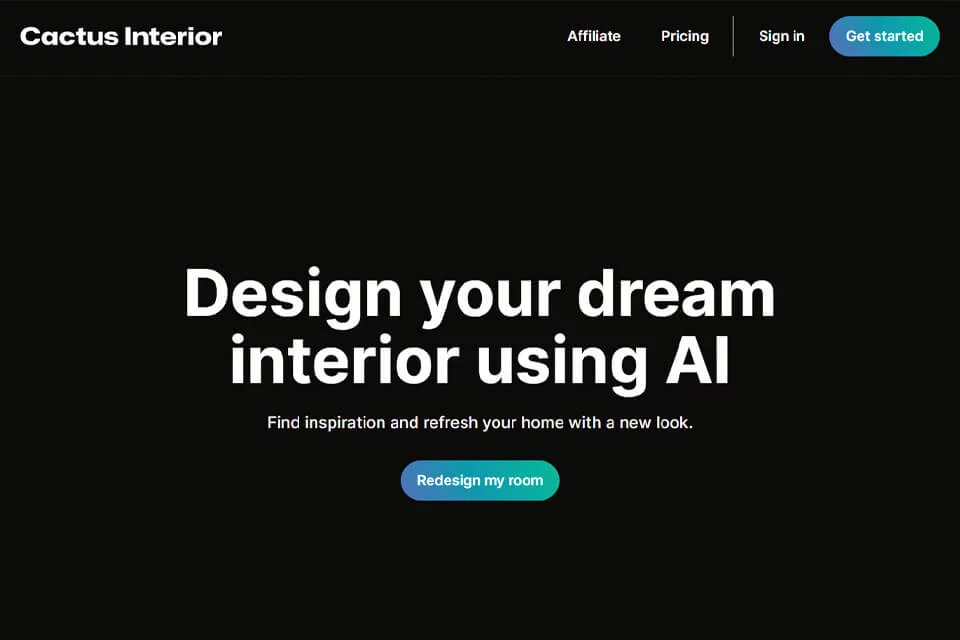 Cactus Interior
Affiliate
Pricing
Sign in
Get started
Design your dream
interior using AI
Find inspiration and refresh your home with a new look.
Redesign my room